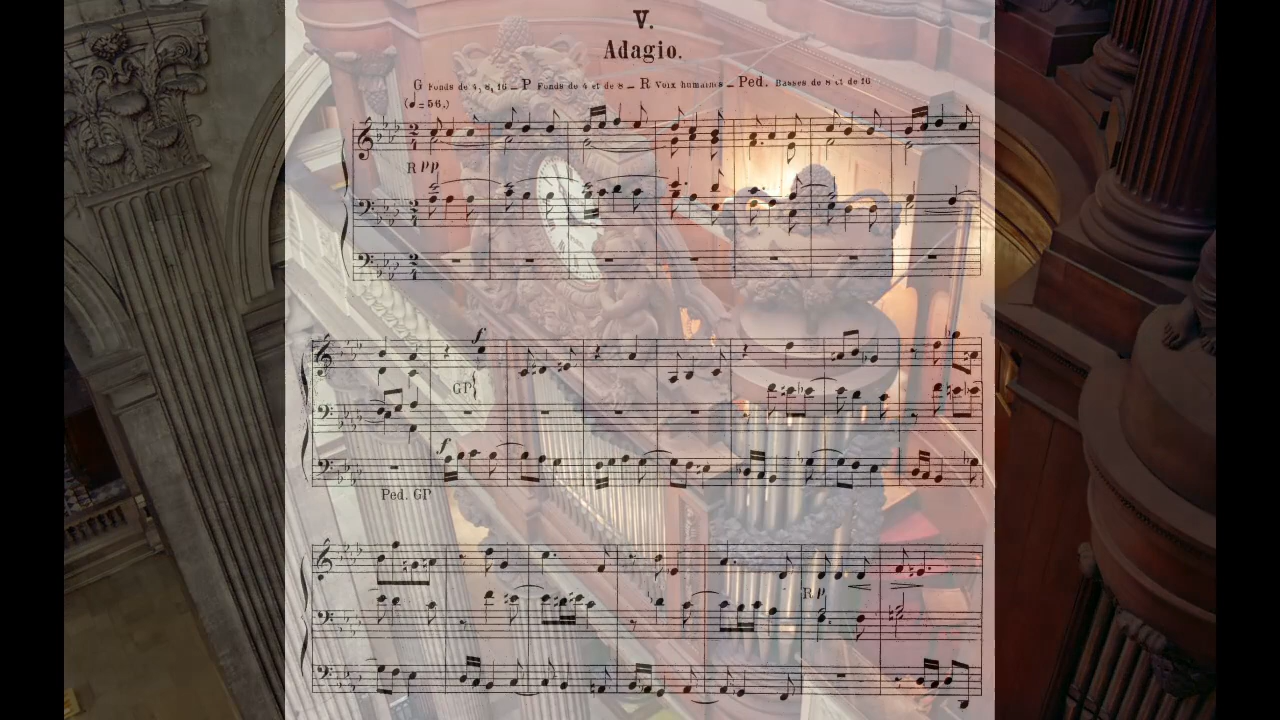 V.
Adagio.
G Fonds de 4, 8, 16 _ P Fonds de 4 et de 8 _ R Voix humaines _ Ped. Basses de 8 et de 16
(♩ = 56.)
R pp
f
GP
f
Ped. GP
R p